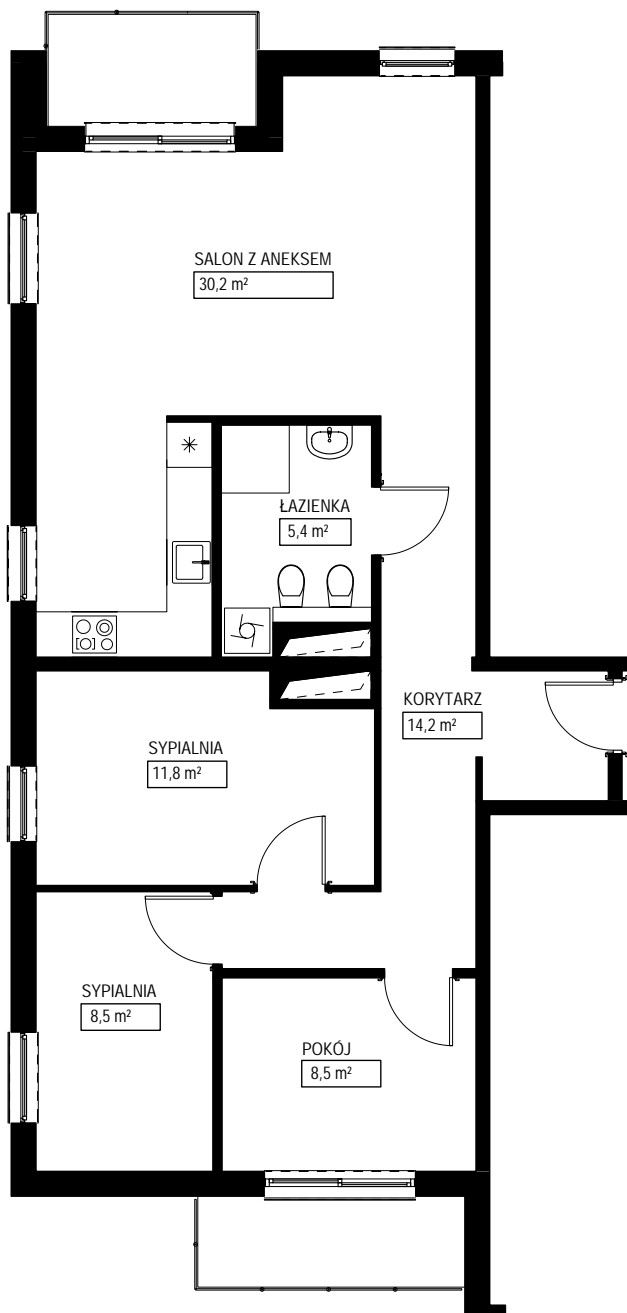 SALON Z ANEKSEM
30,2 m²
ŁAZIENKA
5,4 m²
KORYTARZ
14,2 m²
SYPIALNIA
11,8 m²
SYPIALNIA
8,5 m²
POKÓJ
8,5 m²